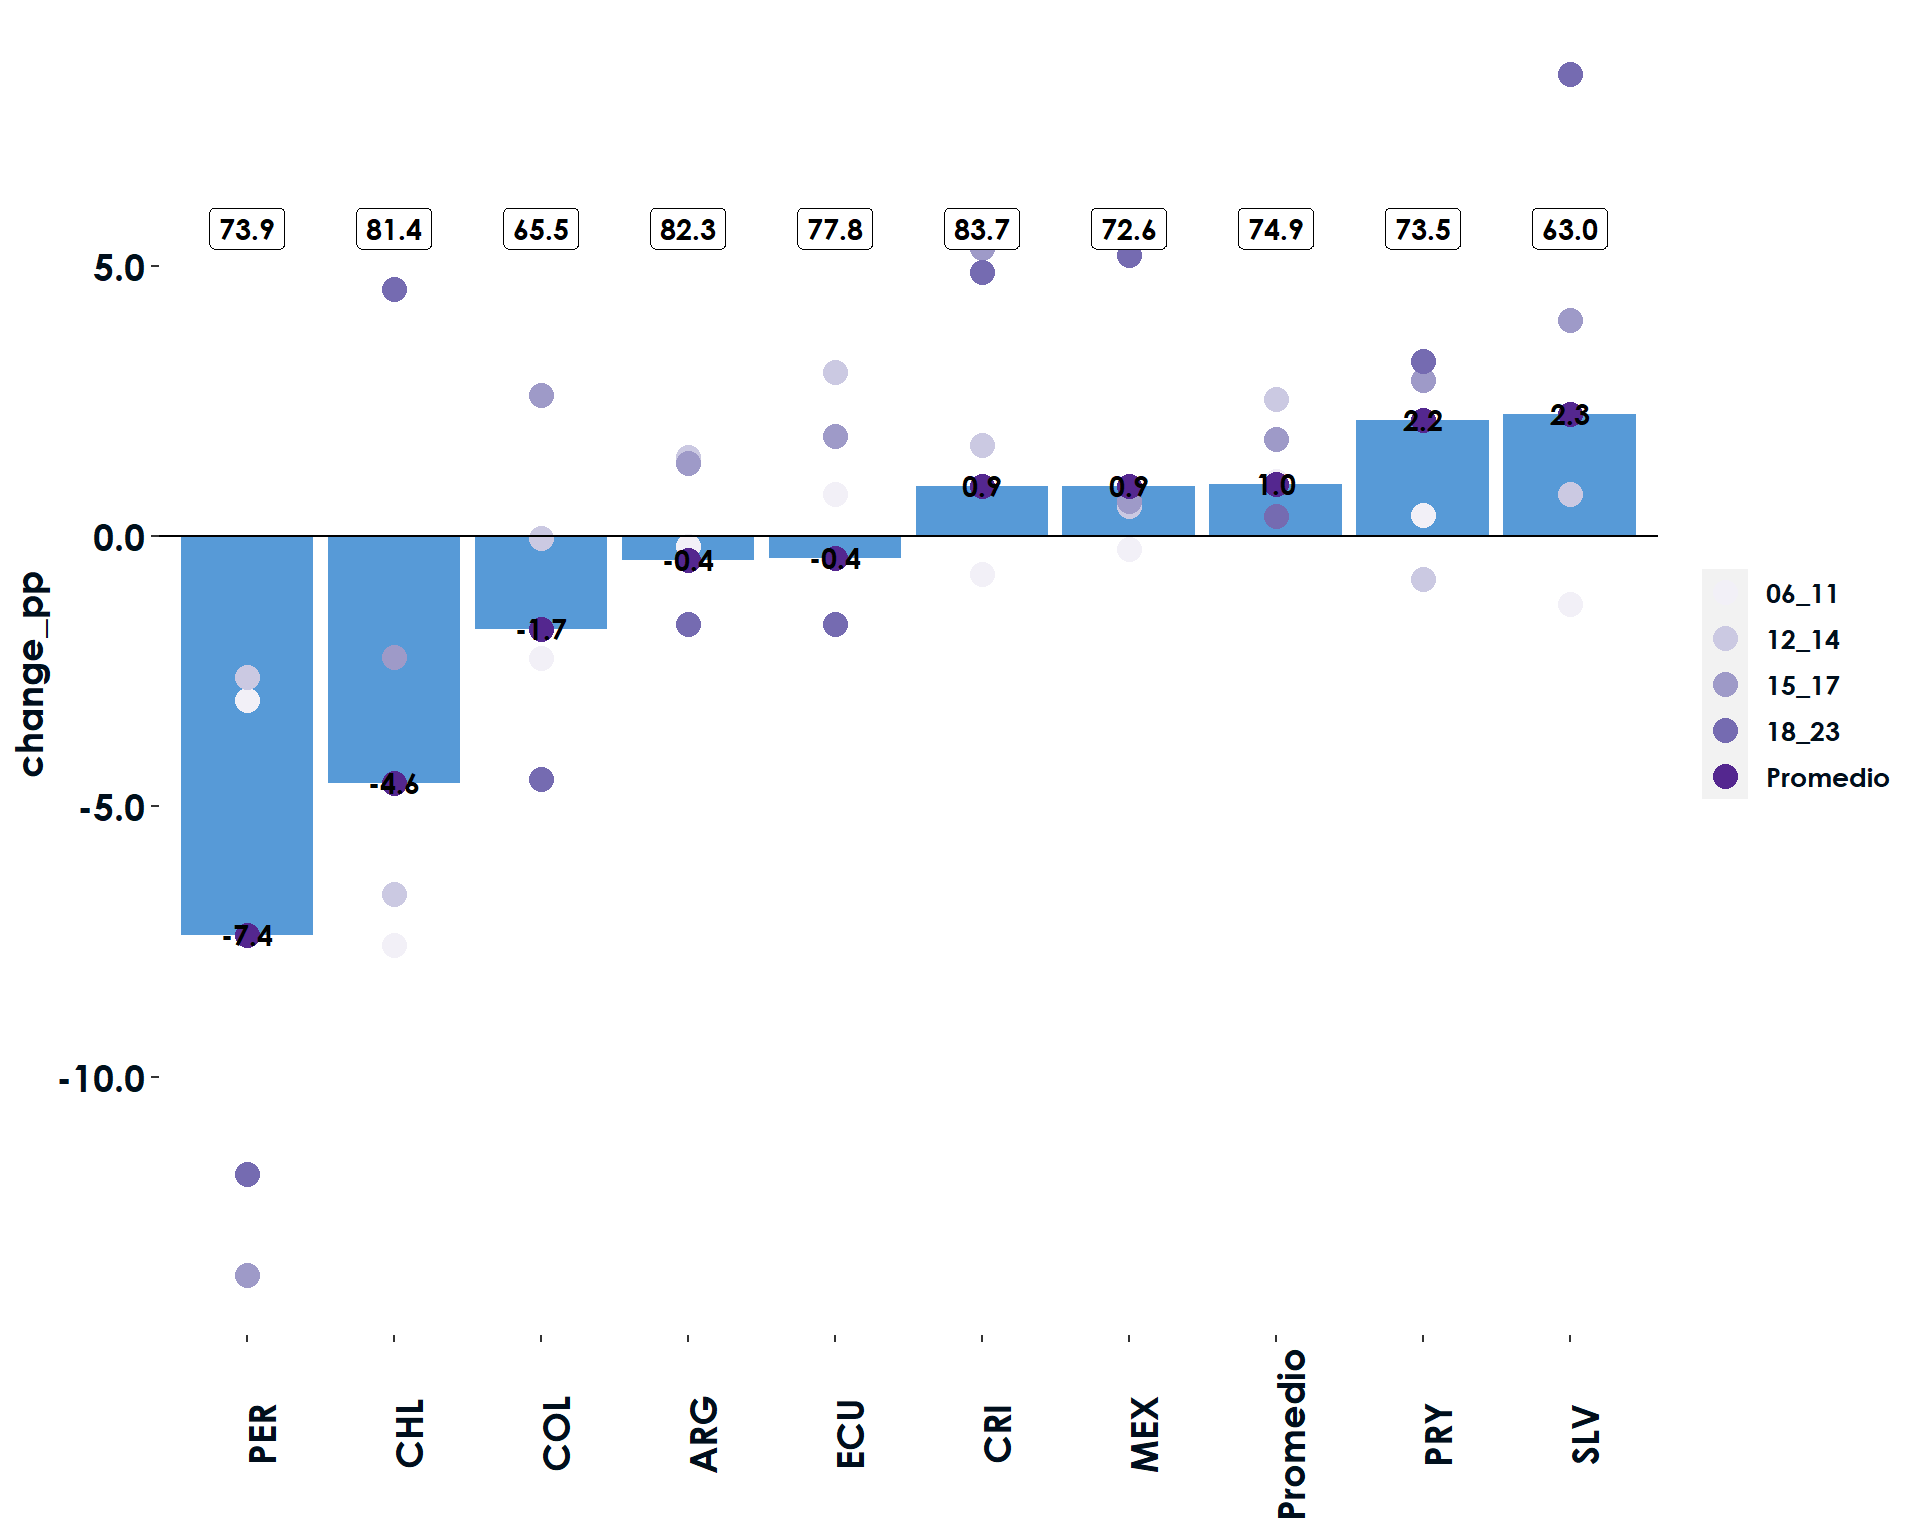 73.9 81.4 65.5 82.3 77.8 83.7 72.6 74.9 73.5 63.0
5.0
0.0
-5.0
-10.0
change_pp
-7.4
-4.6
-1.7
-0.4
-0.4
0.9
0.9
1.0
2.2
2.3
06_11
12_14
15_17
18_23
Promedio
PER
CHL
COL
ARG
ECU
CRI
MEX
Promedio
PRY
SLV